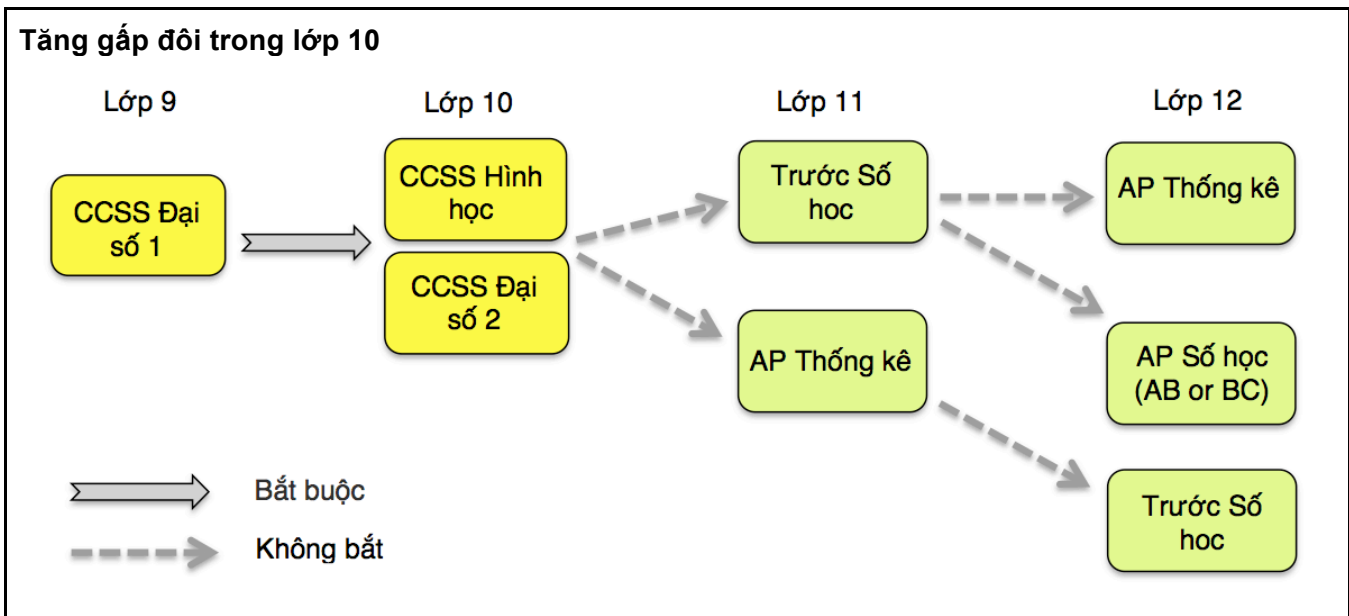 Tăng gấp đôi trong lớp 10
Lớp 9
Lớp 10
Lớp 11
Lớp 12
CCSS Đại
số 1
CCSS Hình
học
CCSS Đại
số 2
Trước Số
hoc
AP Thống kê
AP Thống kê
AP Số học
(AB or BC)
Trước Số
hoc
Bắt buộc
Không bắt